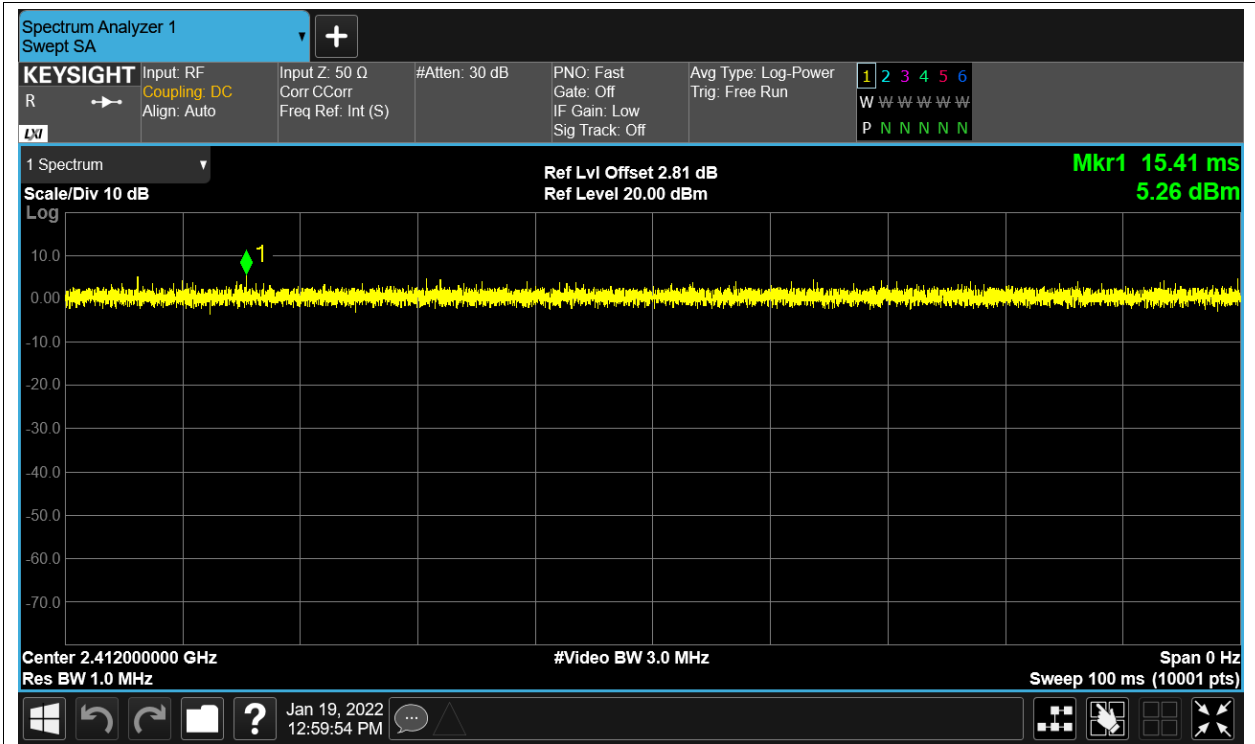 Spectrum Analyzer 1
Swept SA
KEYSIGHT
R
LXI
Input: RF
Coupling: DC
Align: Auto
Input Z: 50 Ω
Corr CCorr
Freq Ref: Int (S)
#Atten: 30 dB
PNO: Fast
Gate: Off
IF Gain: Low
Sig Track: Off
Avg Type: Log-Power
Trig: Free Run
1 2 3 4 5 6
W W W W W W
P N N N N N
1 Spectrum
Scale/Div 10 dB
Log
Ref Lvl Offset 2.81 dB
Ref Level 20.00 dBm
Mkr1 15.41 ms
5.26 dBm
1
10.0
0.00
-10.0
-20.0
-30.0
-40.0
-50.0
-60.0
-70.0
Center 2.412000000 GHz
Res BW 1.0 MHz
#Video BW 3.0 MHz
Span 0 Hz
Sweep 100 ms (10001 pts)
?
Jan 19, 2022
12:59:54 PM